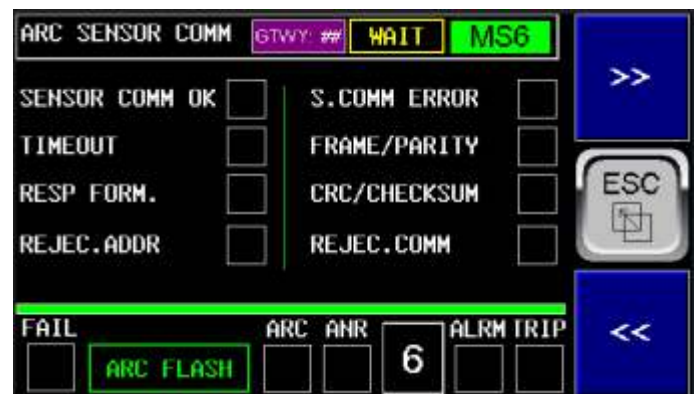 ARC SENSOR COMM GTWY: ## WAIT MS6
>>
SENSOR COMM OK S.COMM ERROR
TIMEOUT FRAME/PARITY
RESP FORM. CRC/CHECKSUM
ESC
REJEC.ADDR REJEC.COMM
FAIL ARC ANR ALRM TRIP
<<
ARC FLASH 6